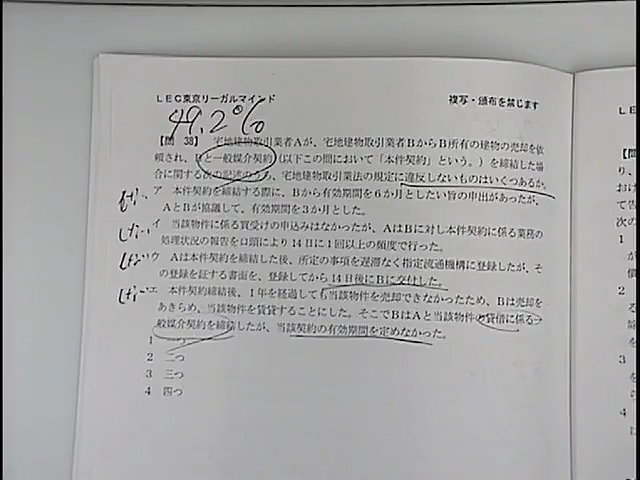 LEC東京リーガルマインド
複写・頒布を禁じます
49.2%
【問 38】 宅地建物取引業者Aが、宅地建物取引業者BからB所有の建物の売却を依
頼され、Bと一般媒介契約(以下この問において「本件契約」という。)を締結した場
合に関する次の記述のうち、宅地建物取引業法の規定に違反しないものはいくつあるか。
ア 本件契約を締結する際に、Bから有効期間を6か月としたい旨の申出があったが、
AとBが協議して、有効期間を3か月とした。
しない イ 当該物件に係る買受けの申込みはなかったが、AはBに対し本件契約に係る業務の
処理状況の報告を口頭により14日に1回以上の頻度で行った。
ウ Aは本件契約を締結した後、所定の事項を遅滞なく指定流通機構に登録したが、そ
の登録を証する書面を、登録してから14日後にBに交付した。
エ 本件契約締結後、1年を経過しても当該物件を売却できなかったため、Bは売却を
あきらめ、当該物件を賃貸することにした。そこでBはAと当該物件の貸借に係る一
般媒介契約を締結したが、当該契約の有効期間を定めなかった。
1 一つ
2 二つ
3 三つ
4 四つ
LE